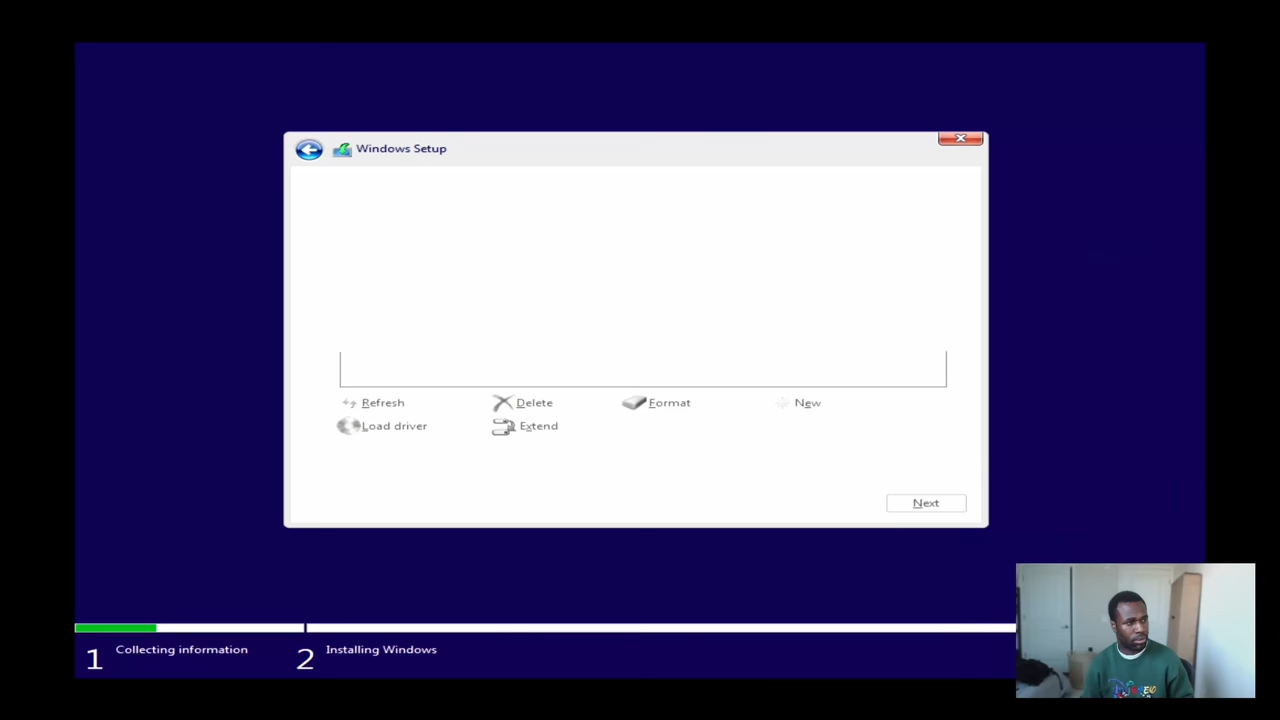 Windows Setup
Refresh Delete Format New
Load driver Extend
Next
1 Collecting information 2 Installing Windows